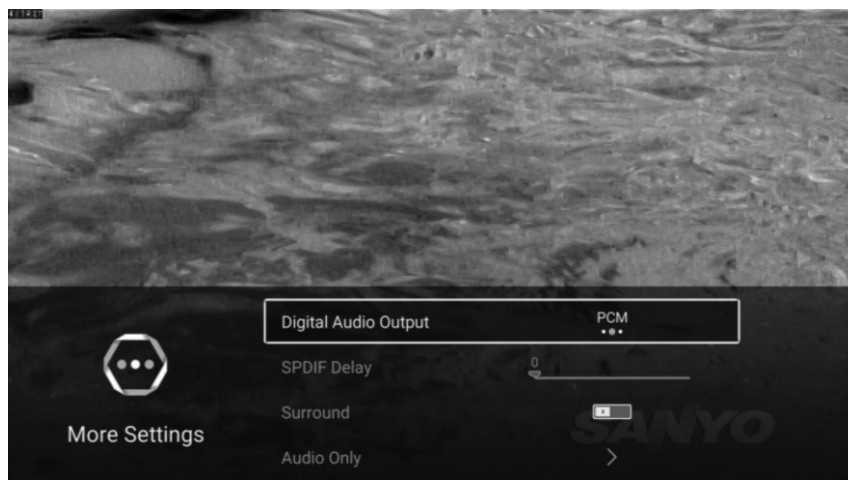 Digital Audio Output
PCM
SPDIF Delay
0
Surround
SANYO
More Settings
Audio Only